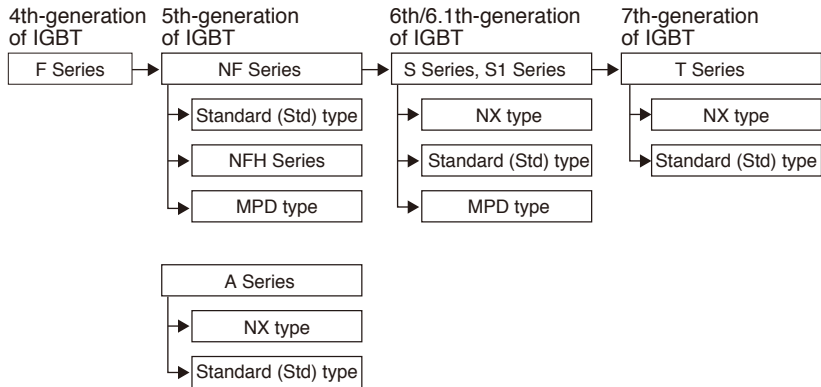 4th-generation
of IGBT
F Series
5th-generation
of IGBT
NF Series
Standard (Std) type
NFH Series
MPD type
A Series
NX type
Standard (Std) type
6th/6.1th-generation
of IGBT
S Series, S1 Series
NX type
Standard (Std) type
MPD type
7th-generation
of IGBT
T Series
NX type
Standard (Std) type